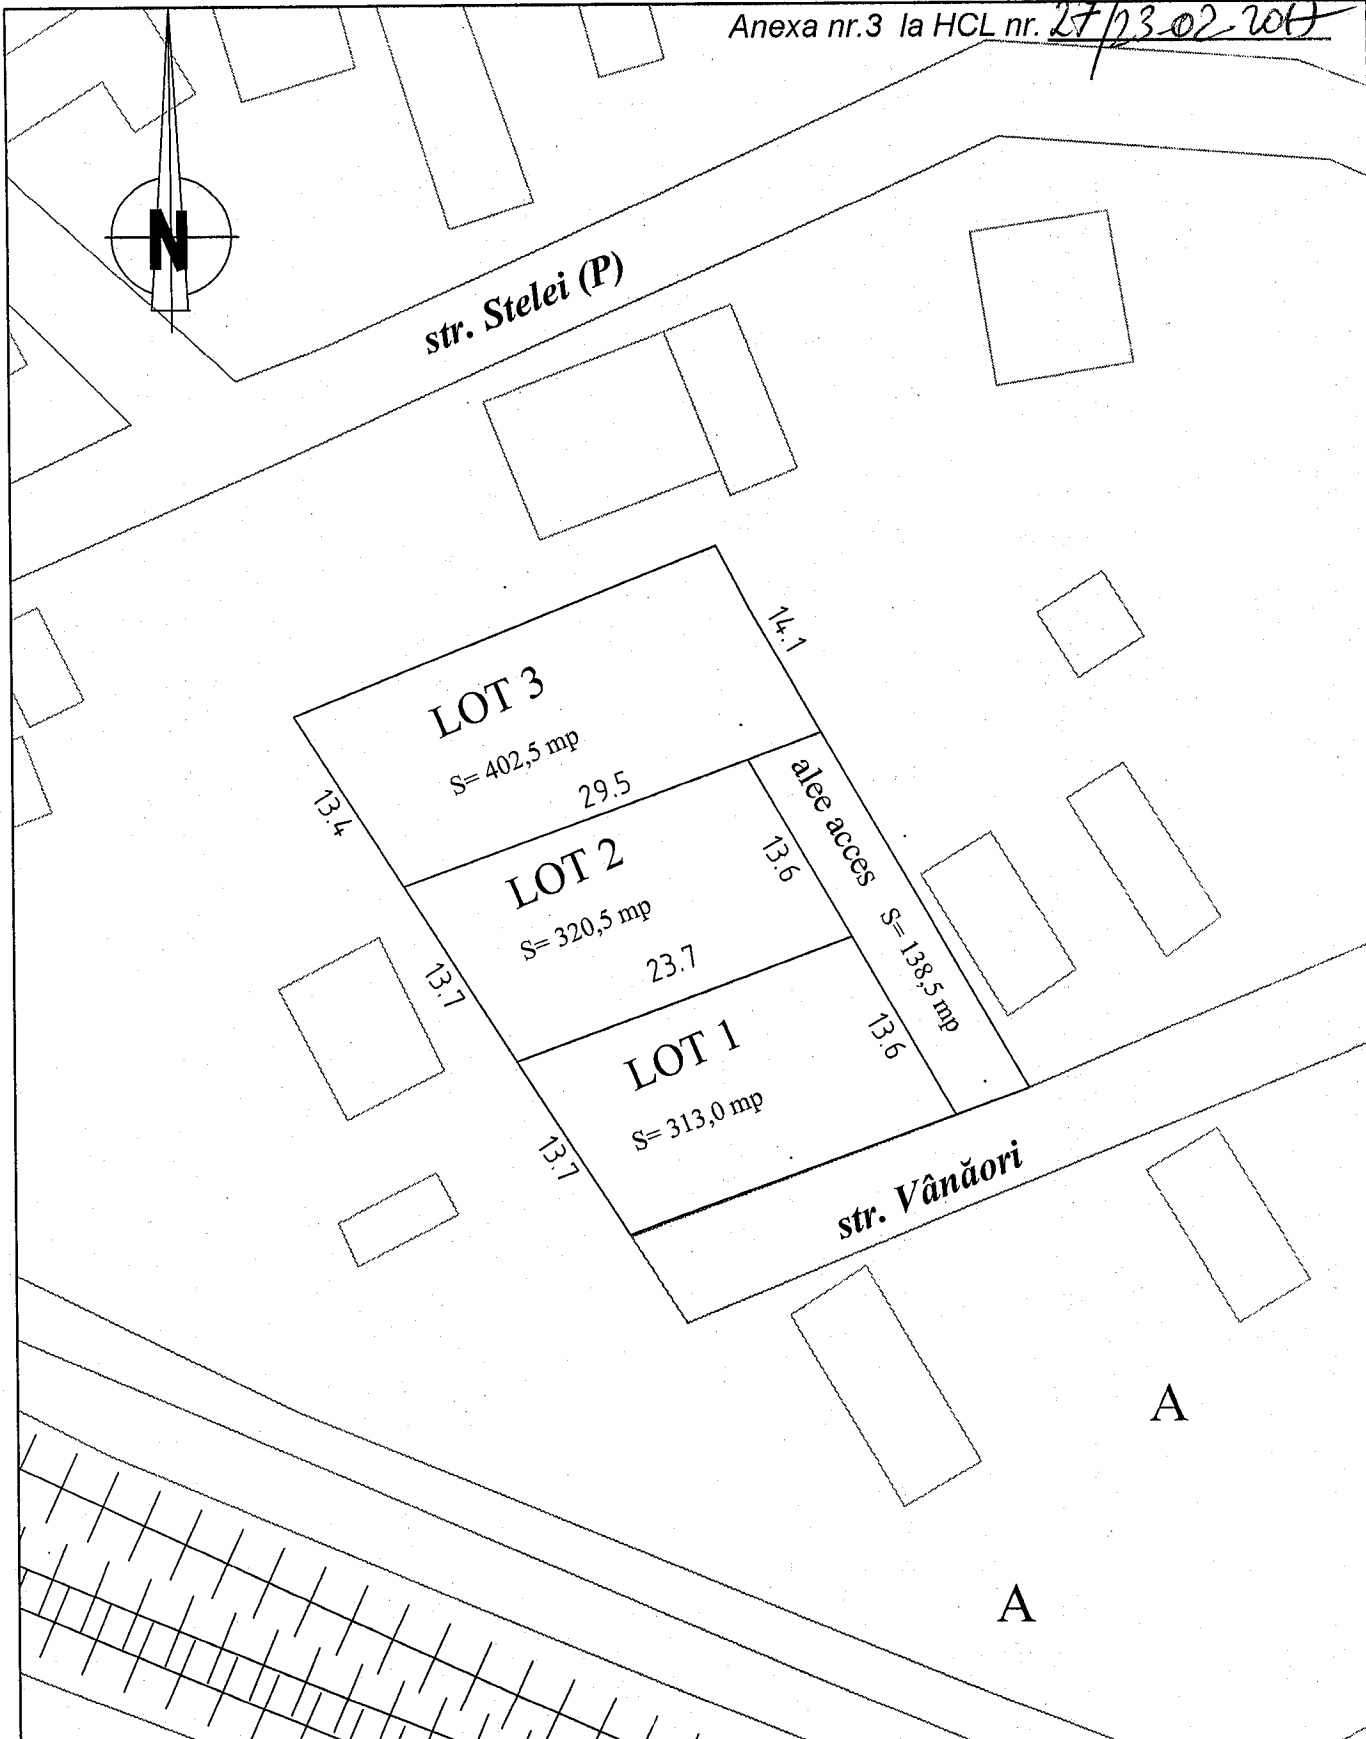 Anexa nr.3 la HCL nr. 27/23.02.2017
N
str. Stelei (P)
14.1
LOT 3
S= 402,5 mp
29.5
13.4
alee acces S= 138,5 mp
LOT 2
S= 320,5 mp
13.6
23.7
13.7
LOT 1
S= 313,0 mp
13.6
13.7
str. Vânăori
A
A